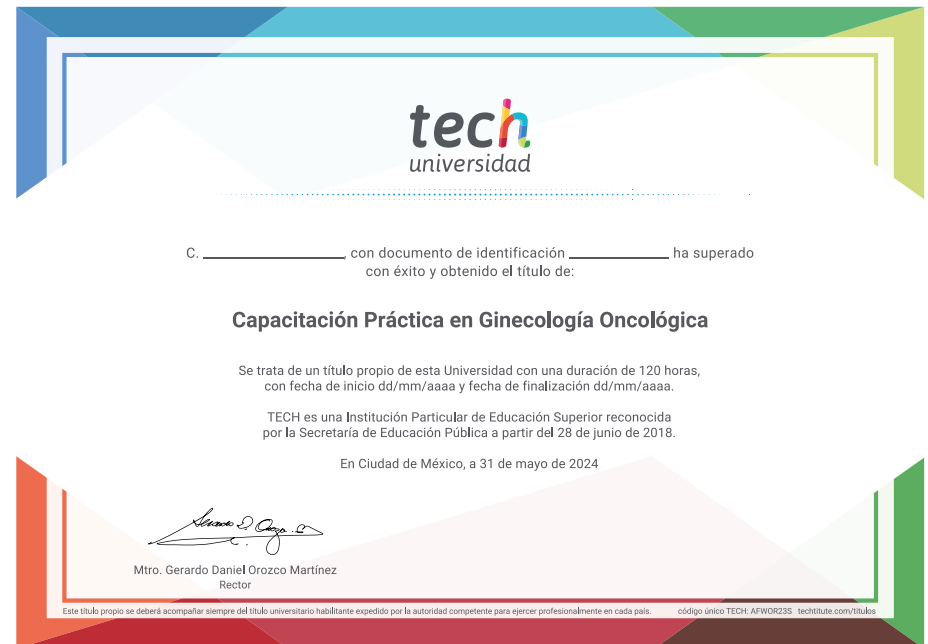 tech
universidad
C. ____________, con documento de identificación ____________ ha superado
con éxito y obtenido el título de:
Capacitación Práctica en Ginecología Oncológica
Se trata de un título propio de esta Universidad con una duración de 120 horas,
con fecha de inicio dd/mm/aaaa y fecha de finalización dd/mm/aaaa.
TECH es una Institución Particular de Educación Superior reconocida
por la Secretaría de Educación Pública a partir del 28 de junio de 2018.
En Ciudad de México, a 31 de mayo de 2024
Mtro. Gerardo Daniel Orozco Martínez
Rector
Este título propio se deberá acompañar siempre del título universitario habilitante expedido por la autoridad competente para ejercer profesionalmente en cada país. código único TECH: AFWOR23S techtitute.com/titulos